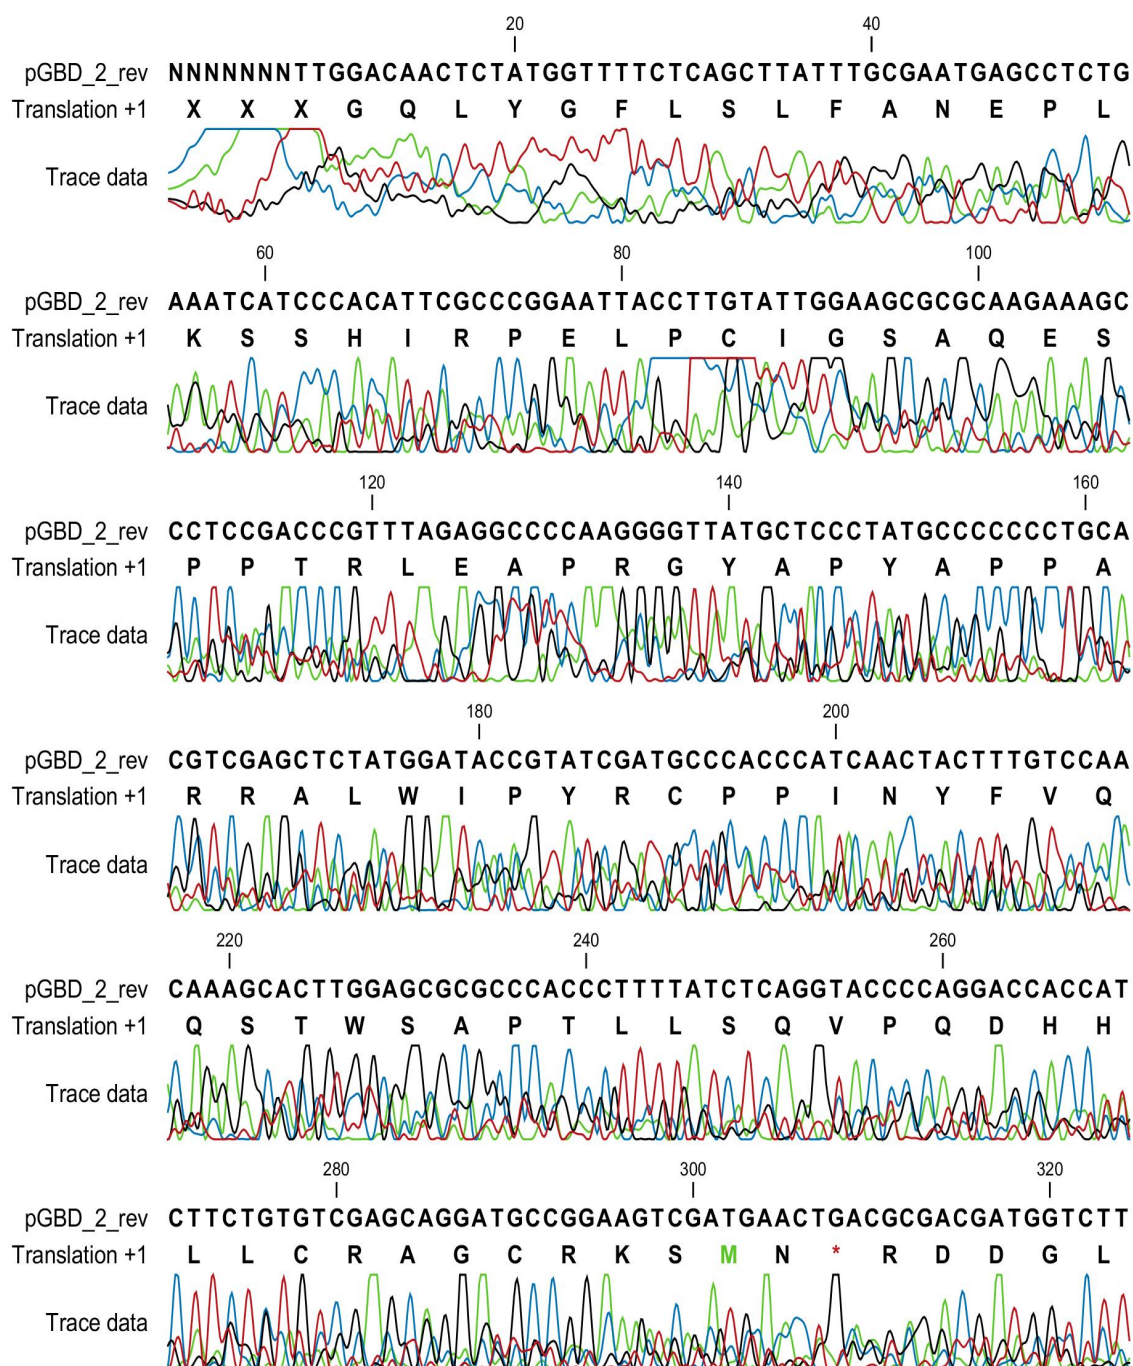 20 40
pGBD_2_rev NNNNNNNTTGGACAACTCTATGGTTTTCTCAGCTTATTTGCGAATGAGCCTCTG
Translation +1 X X X G Q L Y G F L S L F A N E P L
Trace data
60 80 100
pGBD_2_rev AAATCATCCCACATTCGCCCGGAATTACCTTGTATTGGAAGCGCGCAAGAAAGC
Translation +1 K S S H I R P E L P C I G S A Q E S
Trace data
120 140 160
pGBD_2_rev CCTCCGACCCGTTTAGAGGCCCCAAGGGGTTATGCTCCCTATGCCCCCCCTGCA
Translation +1 P P T R L E A P R G Y A P Y A P P A
Trace data
180 200
pGBD_2_rev CGTCGAGCTCTATGGATACCGTATCGATGCCCACCCATCAACTACTTTGTCCAA
Translation +1 R R A L W I P Y R C P P I N Y F V Q
Trace data
220 240 260
pGBD_2_rev CAAAGCACTTGGAGCGCGCCCACCCTTTTATCTCAGGTACCCCAGGACCACCAT
Translation +1 Q S T W S A P T L L S Q V P Q D H H
Trace data
280 300 320
pGBD_2_rev CTTCTGTGTCGAGCAGGATGCCGGAAGTCGATGAACTGACGCGACGATGGTCTT
Translation +1 L L C R A G C R K S M N * R D D G L
Trace data